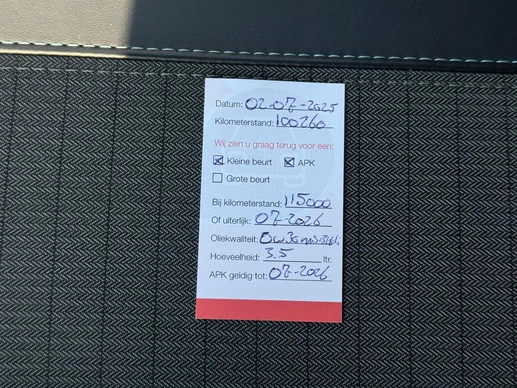 Datum: 02-07-2025
Kilometerstand: 100260
Wij zien u graag terug voor een:
Kleine beurt APK
Grote beurt
Bij kilometerstand: 115000
Of uiterlijk: 07-2026
Oliekwaliteit: 0w30
Hoeveelheid: 3.5 ltr.
APK geldig tot: 07-2026